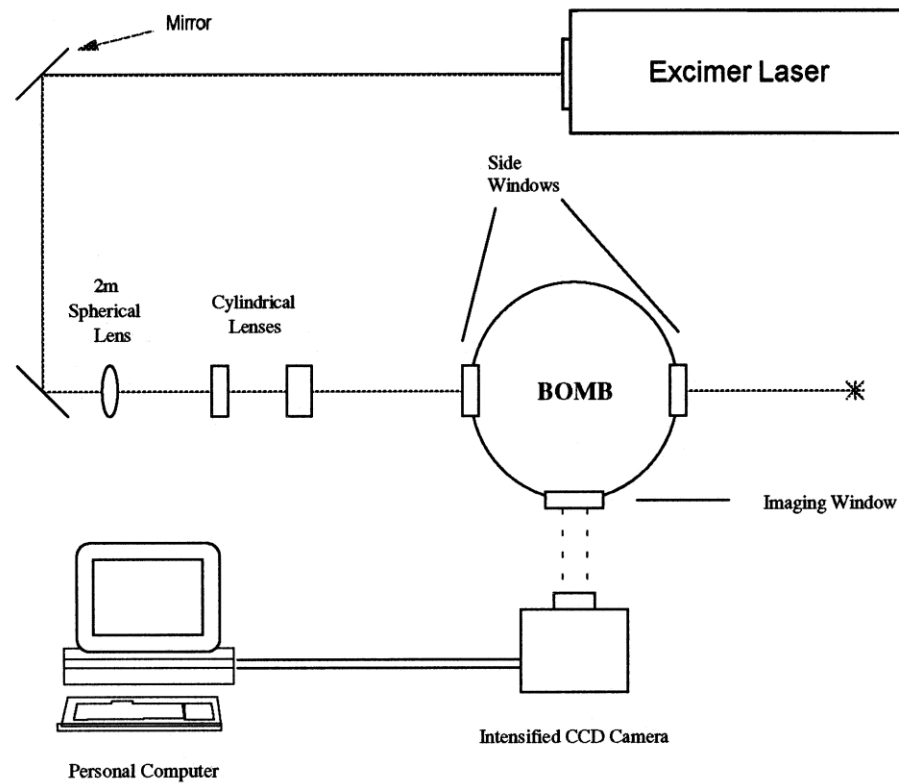 Mirror
Excimer Laser
Side
Windows
2m
Spherical
Lens
Cylindrical
Lenses
BOMB
Imaging Window
Intensified CCD Camera
Personal Computer